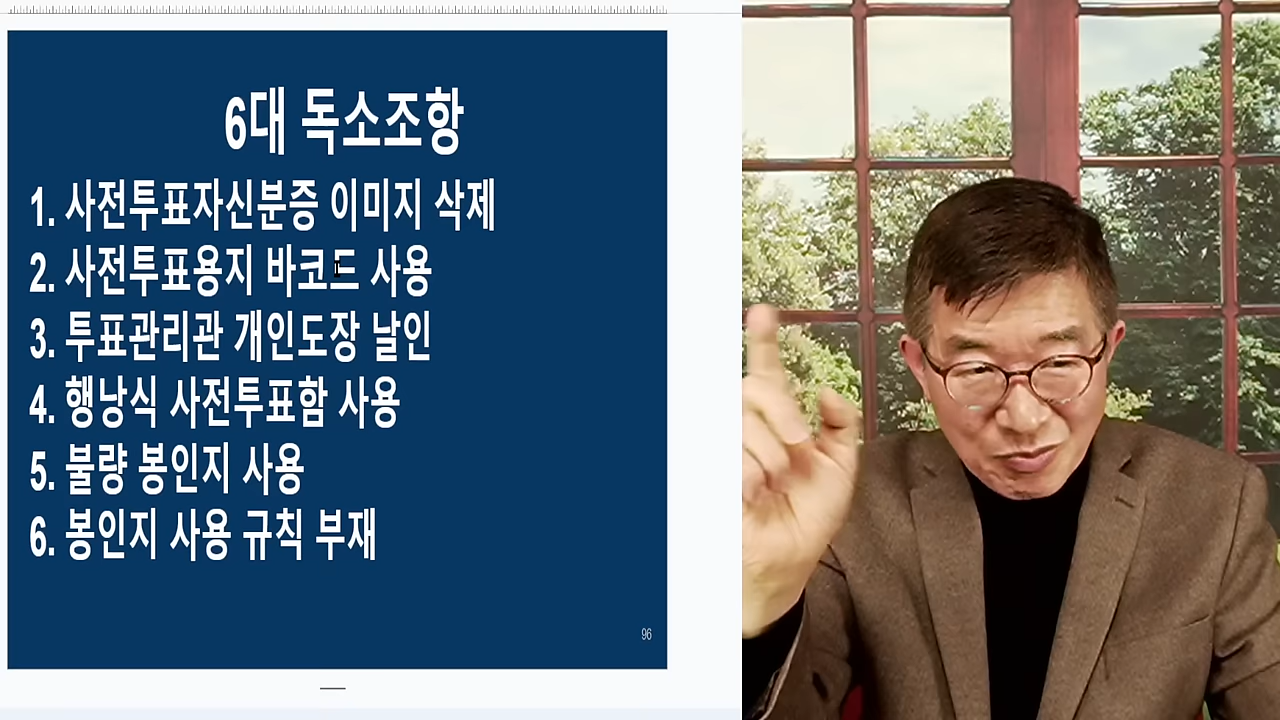 6대 독소조항
1. 사전투표자신분증 이미지 삭제
2. 사전투표용지 바코드 사용
3. 투표관리관 개인도장 날인
4. 행낭식 사전투표함 사용
5. 불량 봉인지 사용
6. 봉인지 사용 규칙 부재
96